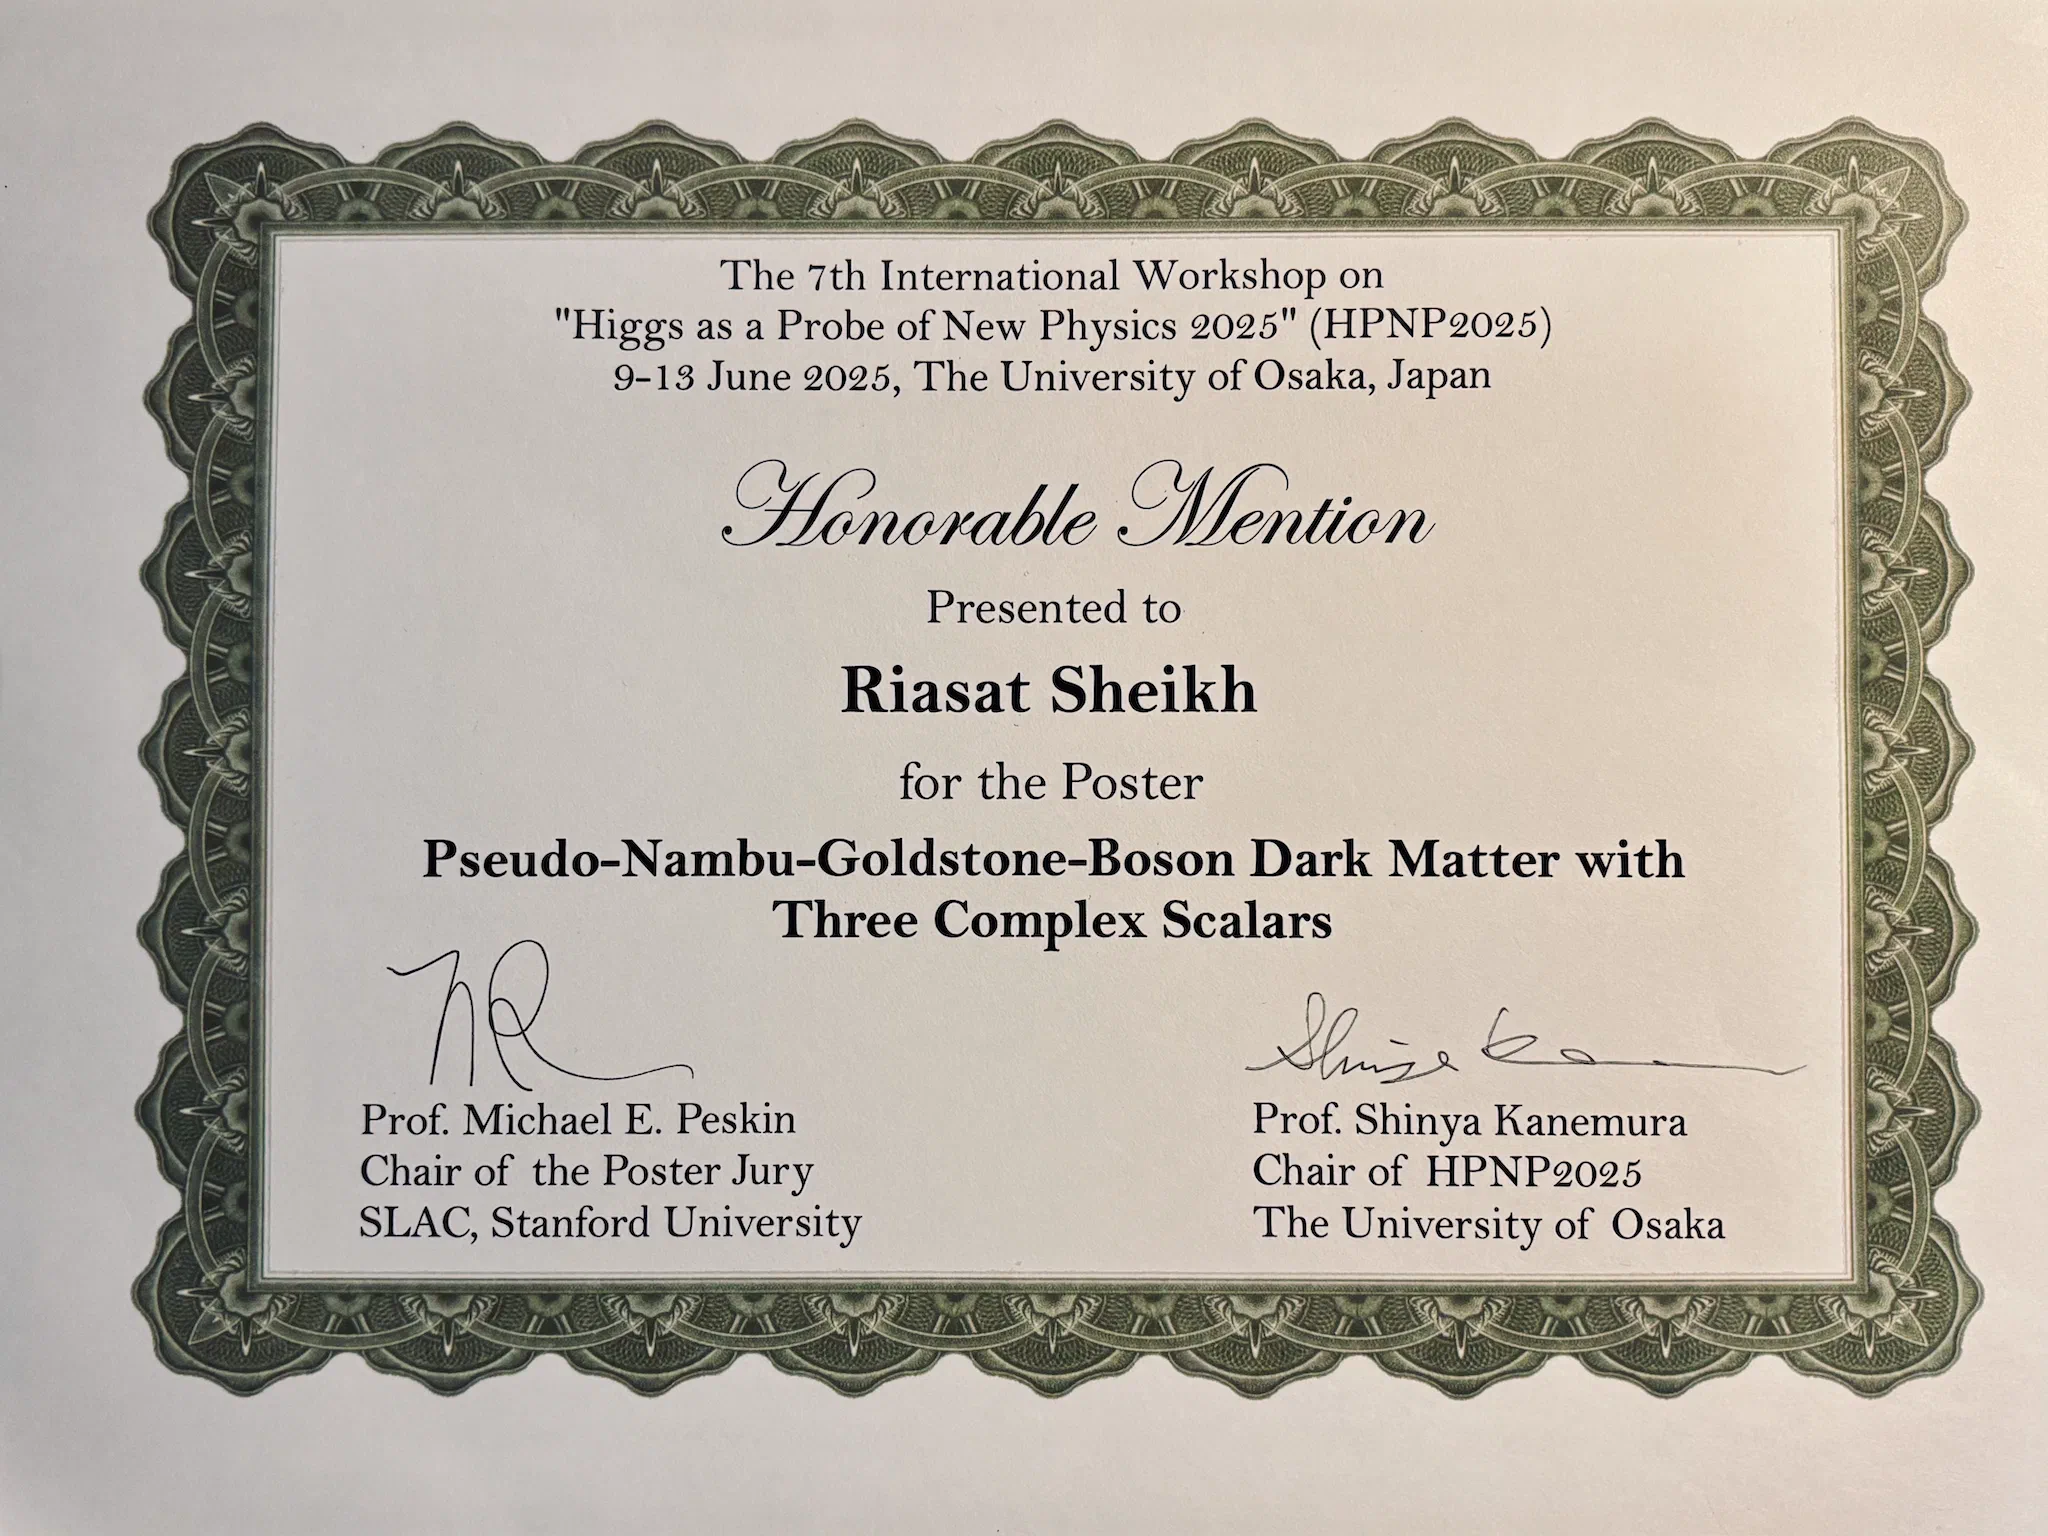 The 7th International Workshop on
"Higgs as a Probe of New Physics 2025" (HPNP2025)
9-13 June 2025, The University of Osaka, Japan
Honorable Mention
Presented to
Riasat Sheikh
for the Poster
Pseudo-Nambu-Goldstone-Boson Dark Matter with
Three Complex Scalars
Prof. Michael E. Peskin
Chair of the Poster Jury
SLAC, Stanford University
Prof. Shinya Kanemura
Chair of HPNP2025
The University of Osaka